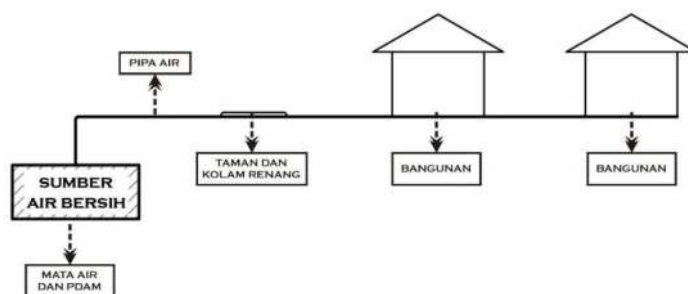 PIPA AIR
TAMAN DAN
KOLAM RENANG
BANGUNAN
BANGUNAN
SUMBER
AIR BERSIH
MATA AIR
DAN PDAM